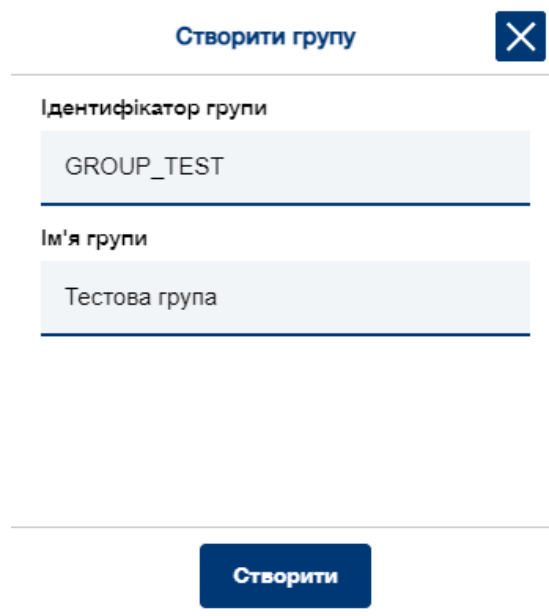 Створити групу
Ідентифікатор групи
GROUP_TEST
Ім'я групи
Тестова група
Створити